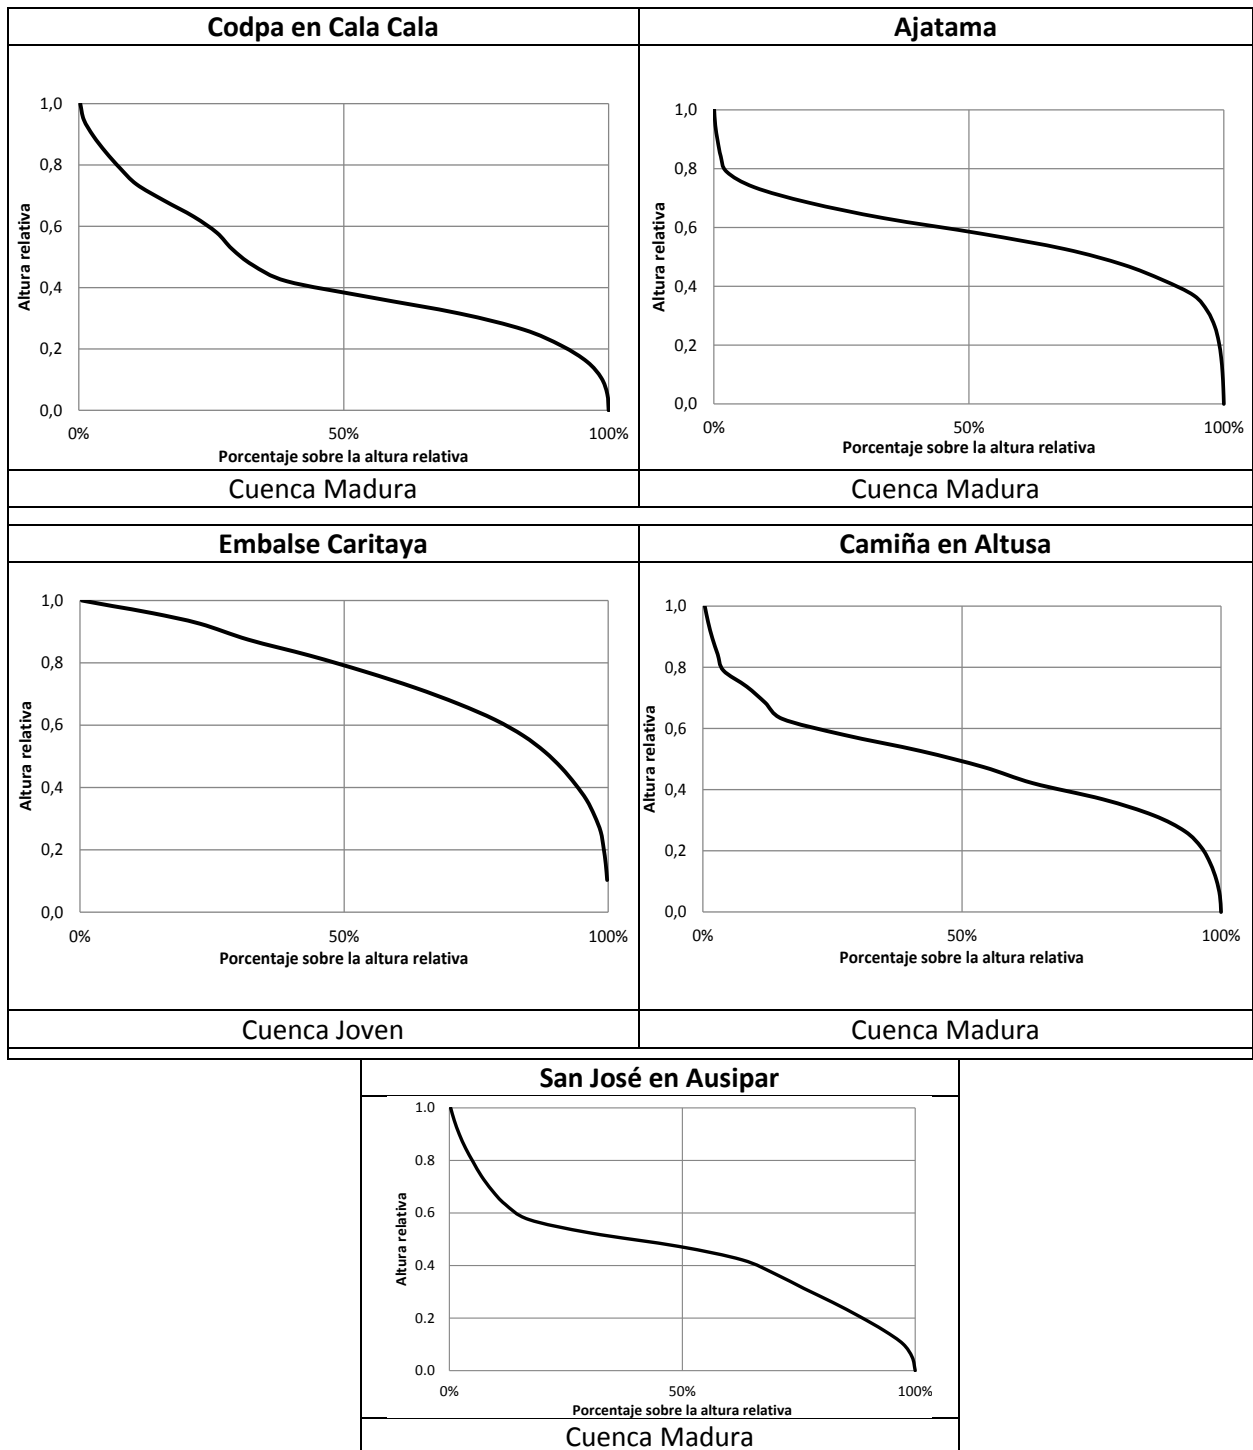 Codpa en Cala Cala
Altura relativa
1,0
0,8
0,6
0,4
0,2
0,0
0% 50% 100%
Porcentaje sobre la altura relativa
Cuenca Madura
Ajatama
Altura relativa
1,0
0,8
0,6
0,4
0,2
0,0
0% 50% 100%
Porcentaje sobre la altura relativa
Cuenca Madura
Embalse Caritaya
Altura relativa
1,0
0,8
0,6
0,4
0,2
0,0
0% 50% 100%
Porcentaje sobre la altura relativa
Cuenca Joven
Camiña en Altusa
Altura relativa
1,0
0,8
0,6
0,4
0,2
0,0
0% 50% 100%
Porcentaje sobre la altura relativa
Cuenca Madura
San José en Ausipar
Altura relativa
1.0
0.8
0.6
0.4
0.2
0.0
0% 50% 100%
Porcentaje sobre la altura relativa
Cuenca Madura